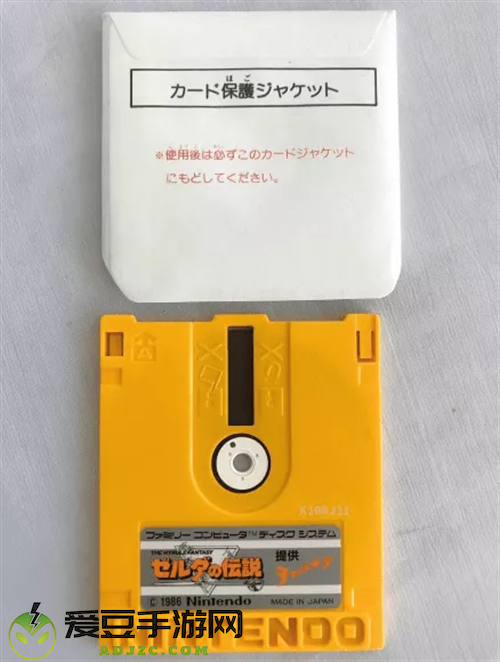 ほご
カード保護ジャケット
※使用後は必ずこのカードジャケット
にもどしてください。
A
ファミリー コンピュータ™ ディスク システム
THE HYRULE FANTASY
ゼルダの伝説
提供
© 1986 Nintendo
MADE IN JAPAN
NINTENDO
爱豆手游网
ADJZC.COM